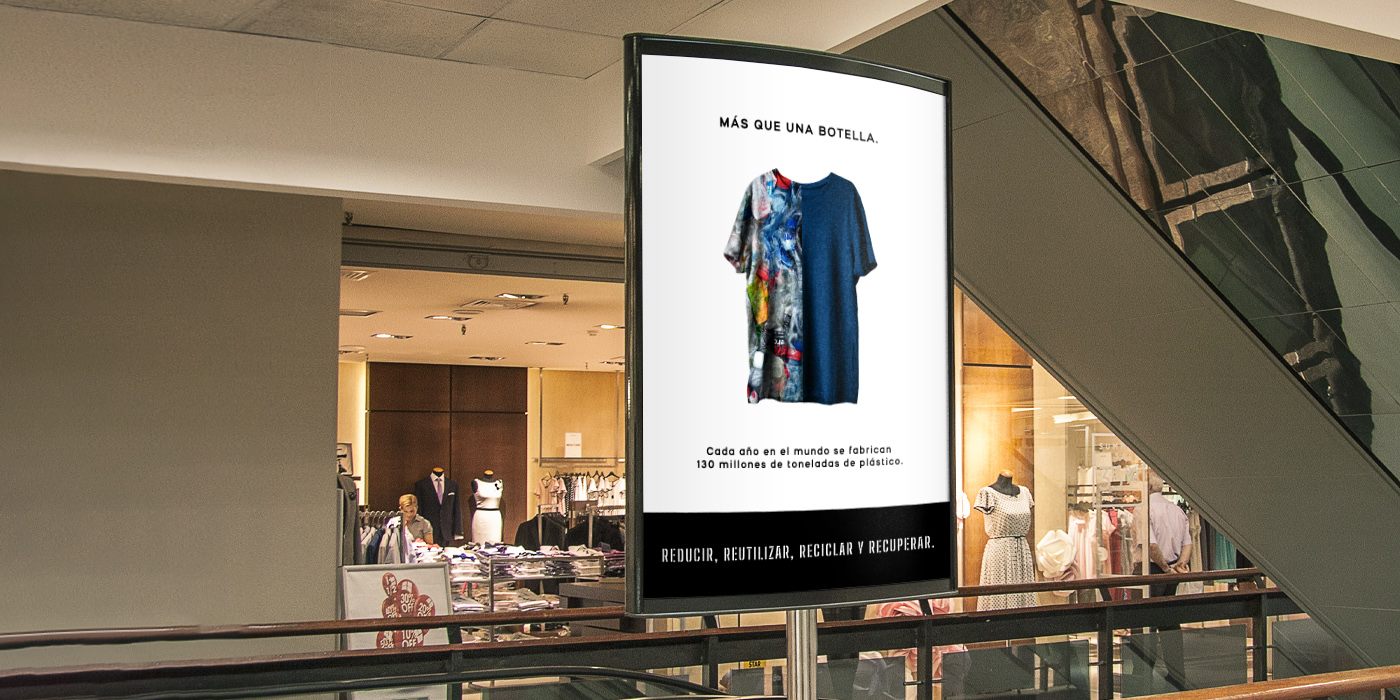 MÁS QUE UNA BOTELLA.
Cada año en el mundo se fabrican
130 millones de toneladas de plástico.
REDUCIR, REUTILIZAR, RECICLAR Y RECUPERAR.
30%
OFF
10%
OFF
STAR